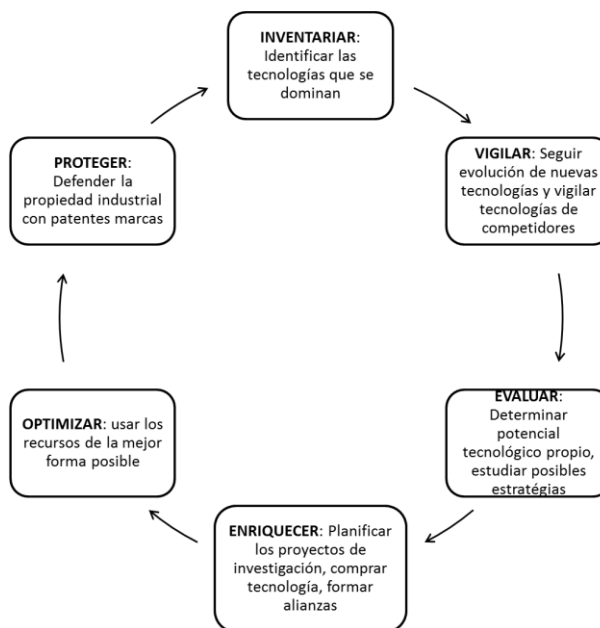 INVENTARIAR:
Identificar las
tecnologías que se
dominan
VIGILAR: Seguir
evolución de nuevas
tecnologías y vigilar
tecnologías de
competidores
EVALUAR:
Determinar
potencial
tecnológico propio,
estudiar posibles
estratégias
ENRIQUECER: Planificar
los proyectos de
investigación, comprar
tecnología, formar
alianzas
OPTIMIZAR: usar los
recursos de la mejor
forma posible
PROTEGER:
Defender la
propiedad industrial
con patentes marcas